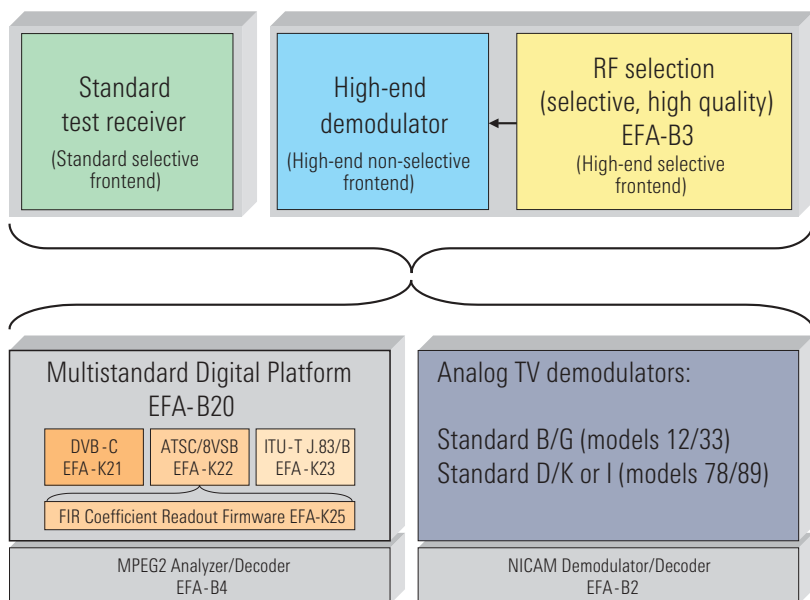 Standard
test receiver
(Standard selective
frontend)
High-end
demodulator
(High-end non-selective
frontend)
RF selection
(selective, high quality)
EFA-B3
(High-end selective
frontend)
Multistandard Digital Platform
EFA-B20
DVB-C
EFA-K21
ATSC/8VSB
EFA-K22
ITU-T J.83/B
EFA-K23
FIR Coefficient Readout Firmware EFA-K25
MPEG2 Analyzer/Decoder
EFA-B4
Analog TV demodulators:
Standard B/G (models 12/33)
Standard D/K or I (models 78/89)
NICAM Demodulator/Decoder
EFA-B2